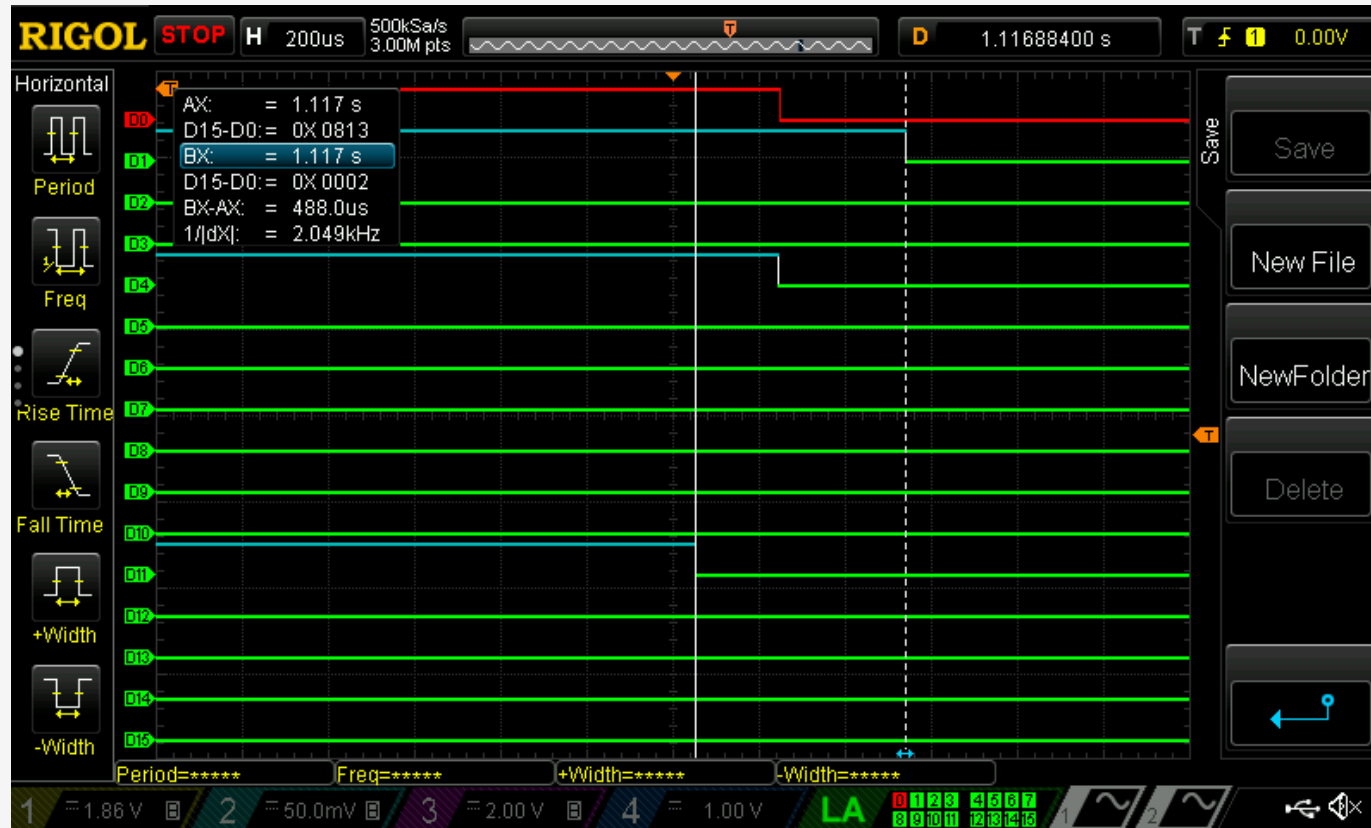 RIGOL STOP H 200us 500kSa/s 3.00M pts T D 1.11688400 s T 1 0.00V
Horizontal
Period
Freq
Rise Time
Fall Time
+Width
-Width
T
AX: = 1.117 s
D15-D0:= 0X 0813
BX: = 1.117 s
D15-D0:= 0X 0002
BX-AX: = 488.0us
1/|dX|: = 2.049kHz
D0
D1
D2
D3
D4
D5
D6
D7
D8
D9
D10
D11
D12
D13
D14
D15
T
Save
Save
New File
NewFolder
Delete
Period=***** Freq=***** +Width=***** -Width=*****
1 1.86 V B 2 50.0mV B 3 2.00 V B 4 1.00 V LA
0 1 2 3 4 5 6 7
8 9 10 11 12 13 14 15
1 2